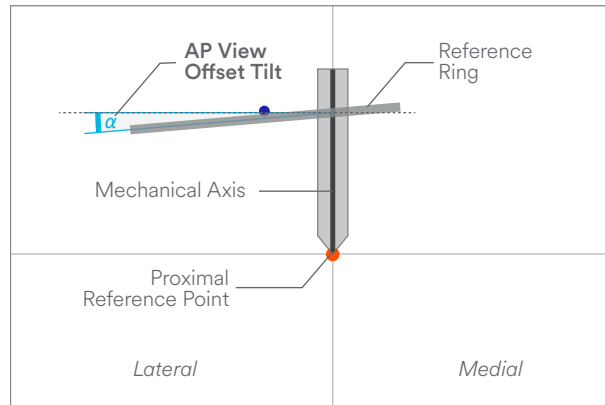 AP View
Offset Tilt
Reference
Ring
α
Mechanical Axis
Proximal
Reference Point
Lateral
Medial